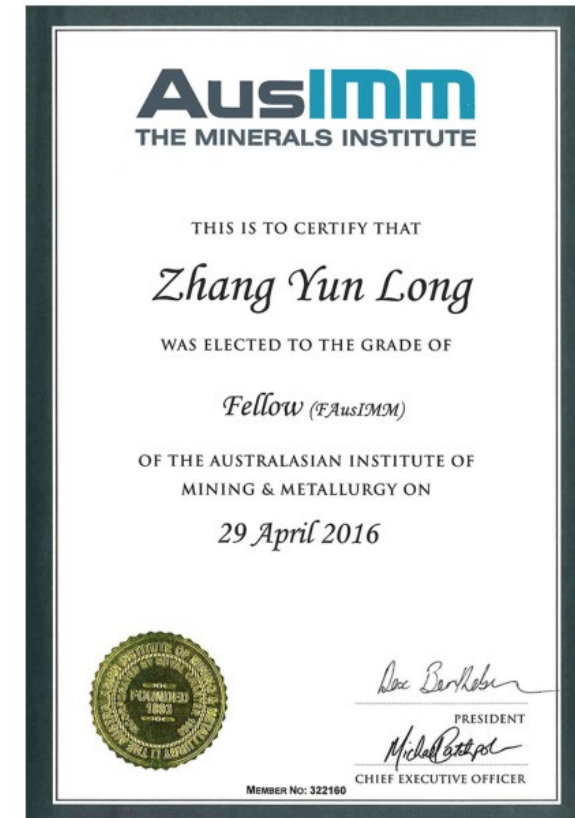 AusIMM
THE MINERALS INSTITUTE
THIS IS TO CERTIFY THAT
Zhang Yun Long
WAS ELECTED TO THE GRADE OF
Fellow (FAusIMM)
OF THE AUSTRALASIAN INSTITUTE OF
MINING & METALLURGY ON
29 April 2016
FOUNDED
1893
PRESIDENT
CHIEF EXECUTIVE OFFICER
MEMBER NO: 322160